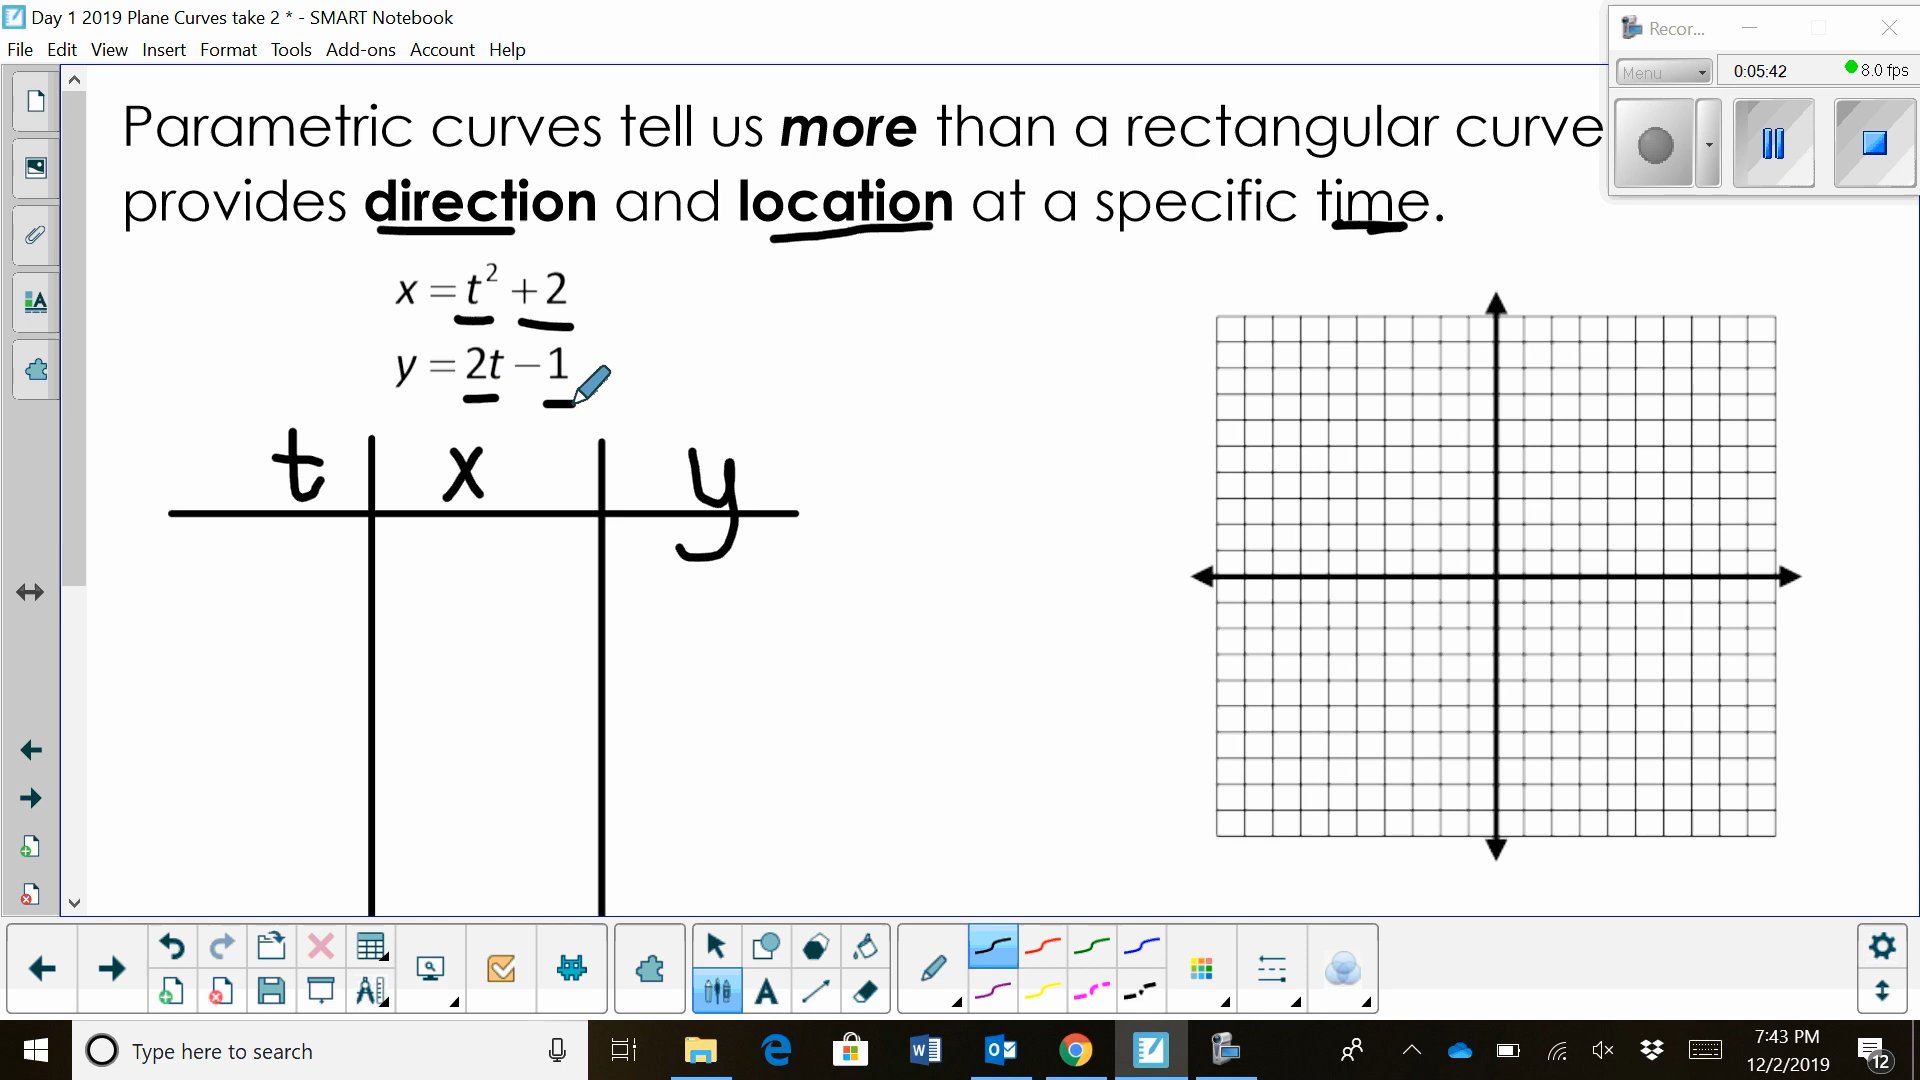 Day 1 2019 Plane Curves take 2 * - SMART Notebook
File Edit View Insert Format Tools Add-ons Account Help
Recor...
Menu 0:05:42 8.0 fps
Parametric curves tell us more than a rectangular curve
provides direction and location at a specific time.
x = t² + 2
y = 2t − 1
t x y
Type here to search
7:43 PM
12/2/2019
12